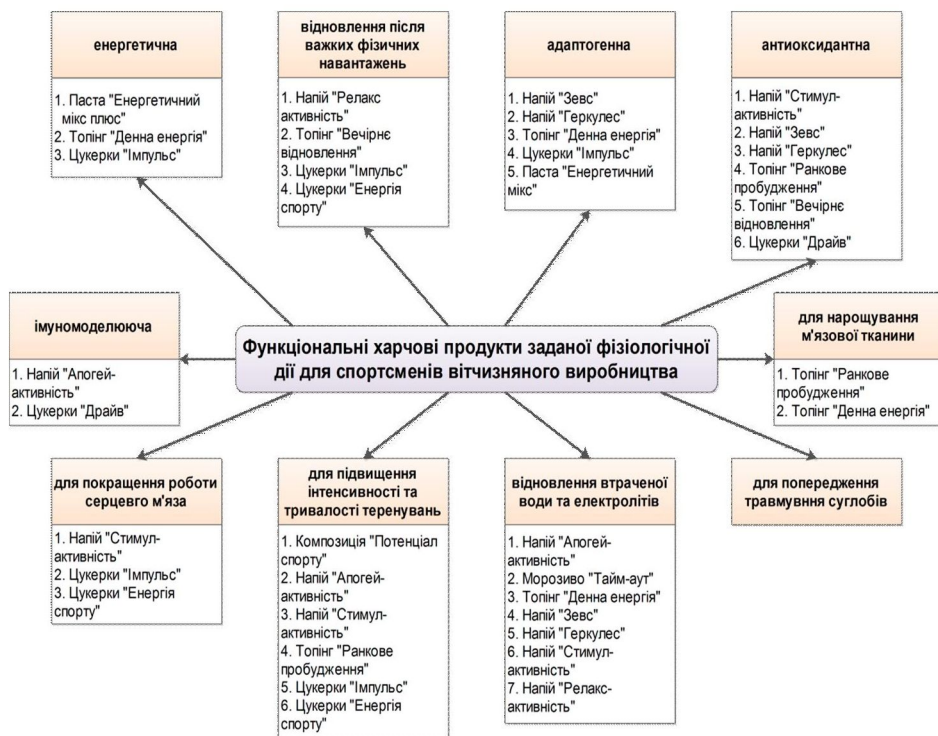 енергетична
1. Паста "Енергетичний
мікс плюс"
2. Топінг "Денна енергія"
3. Цукерки "Імпульс"
відновлення після
важких фізичних
навантажень
1. Напій "Релакс
активність"
2. Топінг "Вечірнє
відновлення"
3. Цукерки "Імпульс"
4. Цукерки "Енергія
спорту"
адаптогенна
1. Напій "Зевс"
2. Напій "Геркулес"
3. Топінг "Денна енергія"
4. Цукерки "Імпульс"
5. Паста "Енергетичний
мікс"
антиоксидантна
1. Напій "Стимул-
активність"
2. Напій "Зевс"
3. Напій "Геркулес"
4. Топінг "Ранкове
пробудження"
5. Топінг "Вечірнє
відновлення"
6. Цукерки "Драйв"
імуномоделююча
1. Напій "Апогей-
активність"
2. Цукерки "Драйв"
Функціональні харчові продукти заданої фізіологічної
дії для спортсменів вітчизняного виробництва
для нарощування
м'язової тканини
1. Топінг "Ранкове
пробудження"
2. Топінг "Денна енергія"
для покращення роботи
серцевго м'яза
1. Напій "Стимул-
активність"
2. Цукерки "Імпульс"
3. Цукерки "Енергія
спорту"
для підвищення
інтенсивності та
тривалості теренувань
1. Композиція "Потенціал
спорту"
2. Напій "Апогей-
активність"
3. Напій "Стимул-
активність"
4. Топінг "Ранкове
пробудження"
5. Цукерки "Імпульс"
6. Цукерки "Енергія
спорту"
відновлення втраченої
води та електролітів
1. Напій "Апогей-
активність"
2. Морозиво "Тайм-аут"
3. Топінг "Денна енергія"
4. Напій "Зевс"
5. Напій "Геркулес"
6. Напій "Стимул-
активність"
7. Напій "Релакс-
активність"
для попередження
травмувння суглобів